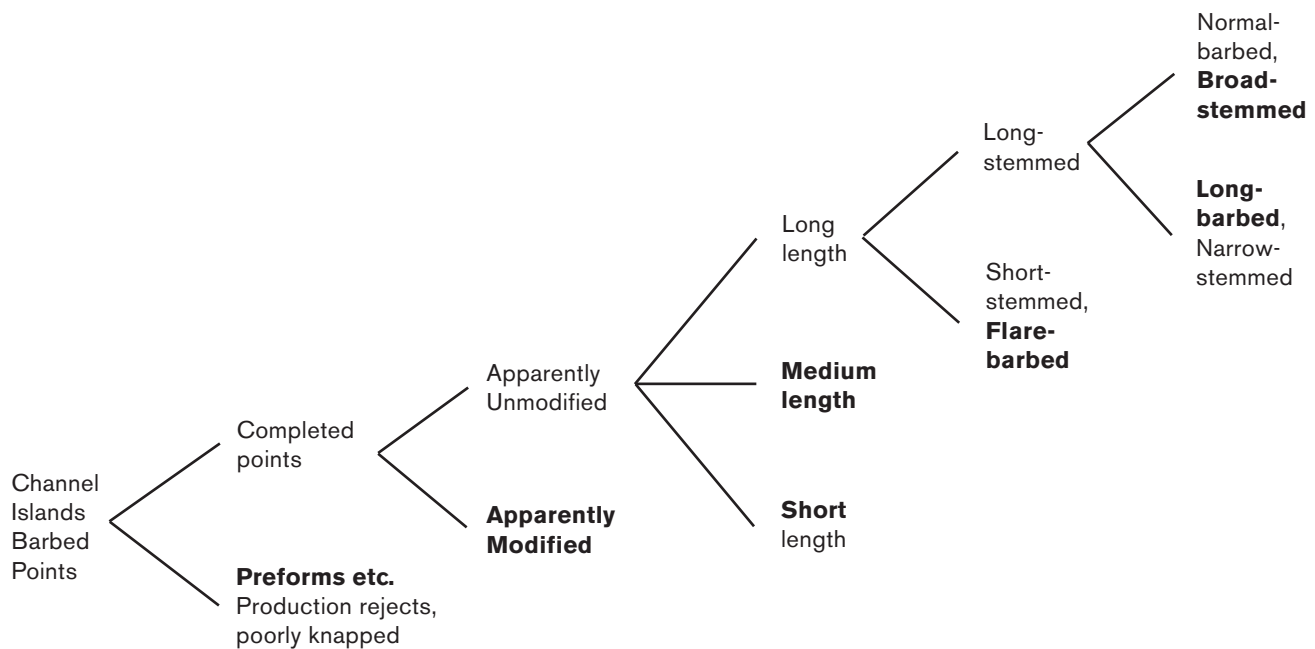 Channel
Islands
Barbed
Points
Completed
points
Preforms etc.
Production rejects,
poorly knapped
Apparently
Unmodified
Apparently
Modified
Long
length
Medium
length
Short
length
Long-
stemmed
Short-
stemmed,
Flare-
barbed
Normal-
barbed,
Broad-
stemmed
Long-
barbed,
Narrow-
stemmed